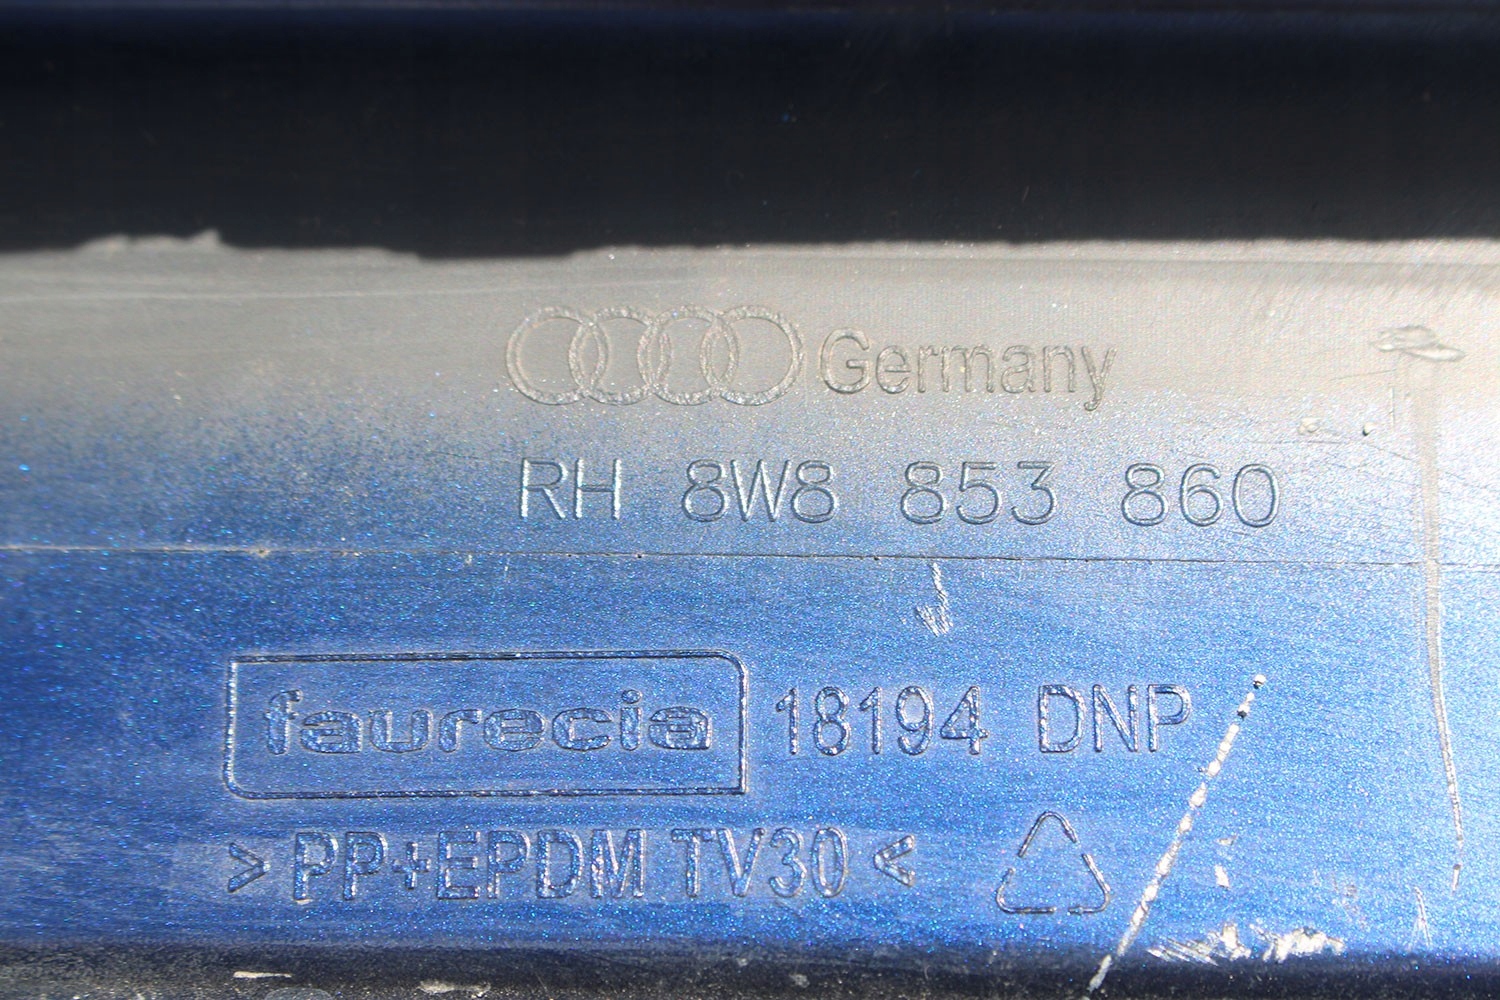 Germany
RH 8W8 853 860
faurecia 18194 DNP
>PP+EPDM TV30<